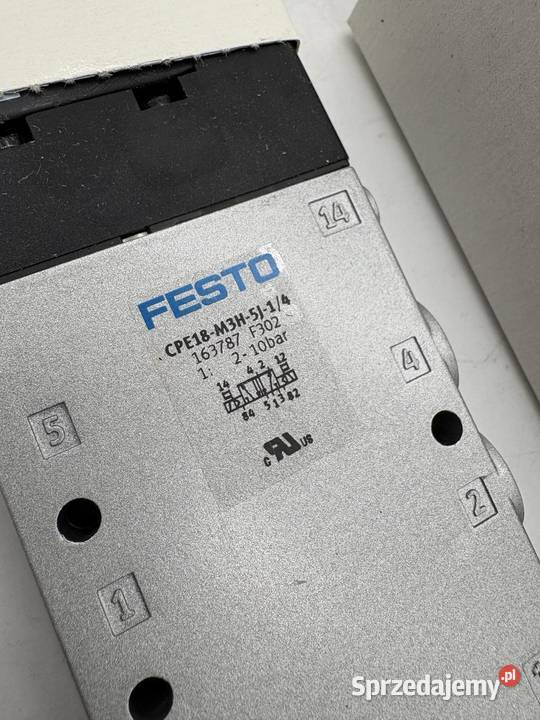 14
FESTO
CPE18-M3H-5J-1/4
163787 F302
1: 2-10bar
14 4 2 12
84 5 1 3 82
c RU us
4
5
2
1
Sprzedajemy.pl